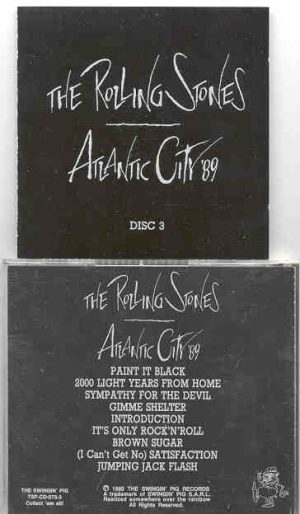 THE ROLLING STONES
ATLANTIC CITY '89
DISC 3
THE ROLLING STONES
ATLANTIC CITY '89
PAINT IT BLACK
2000 LIGHT YEARS FROM HOME
SYMPATHY FOR THE DEVIL
GIMME SHELTER
INTRODUCTION
IT'S ONLY ROCK'N'ROLL
BROWN SUGAR
(I Can't Get No) SATISFACTION
JUMPING JACK FLASH
THE SWINGIN' PIG
Collect 'em all!
© 1990 THE SWINGIN' PIG RECORDS
A trademark of SWINGIN' PIG S.A.R.L.
Realized somewhere over the rainbow
All Rights Reserved.